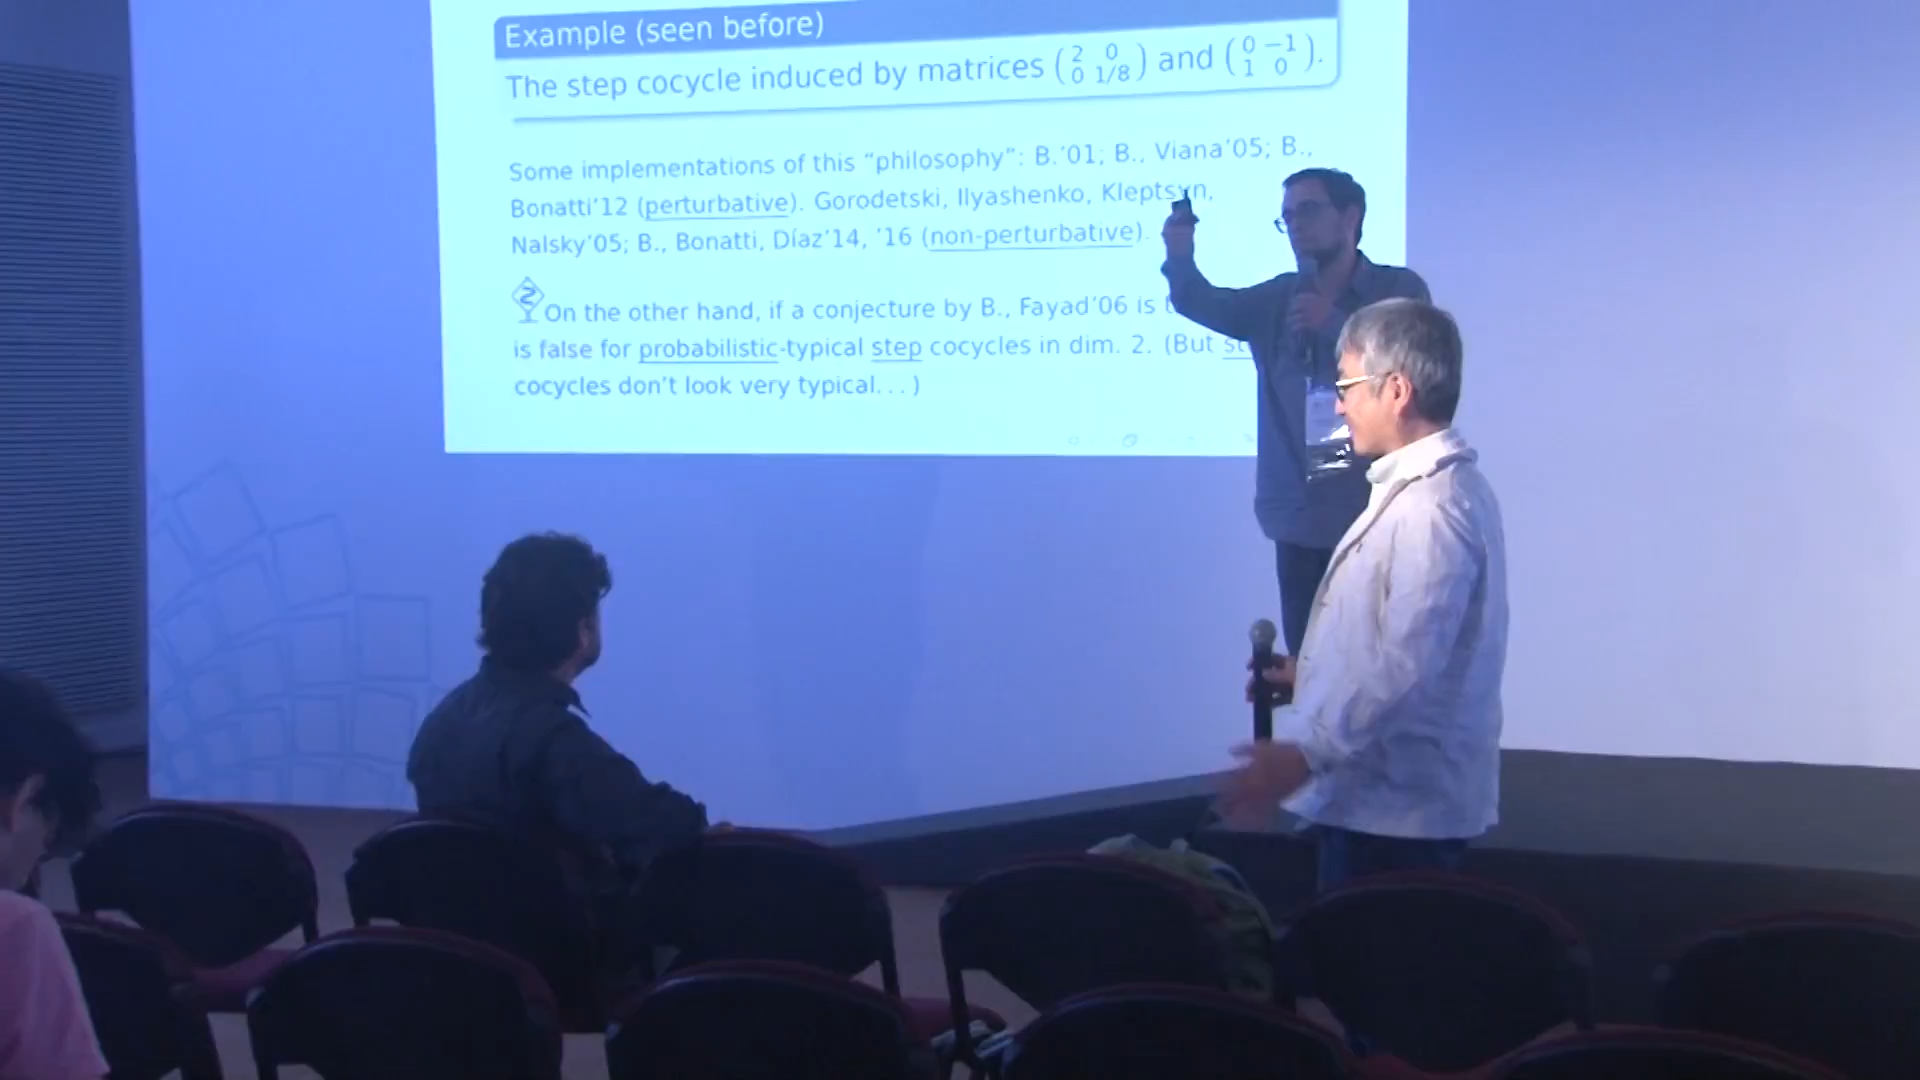 Example (seen before)
The step cocycle induced by matrices (2 0 0 1/8) and (0 −1 1 0).
Some implementations of this “philosophy”: B.’01; B., Viana’05; B.,
Bonatti’12 (perturbative). Gorodetski, Ilyashenko, Kleptsyn,
Nalsky’05; B., Bonatti, Díaz’14, ’16 (non-perturbative).
On the other hand, if a conjecture by B., Fayad’06 is
is false for probabilistic-typical step cocycles in dim. 2. (But
cocycles don’t look very typical...)